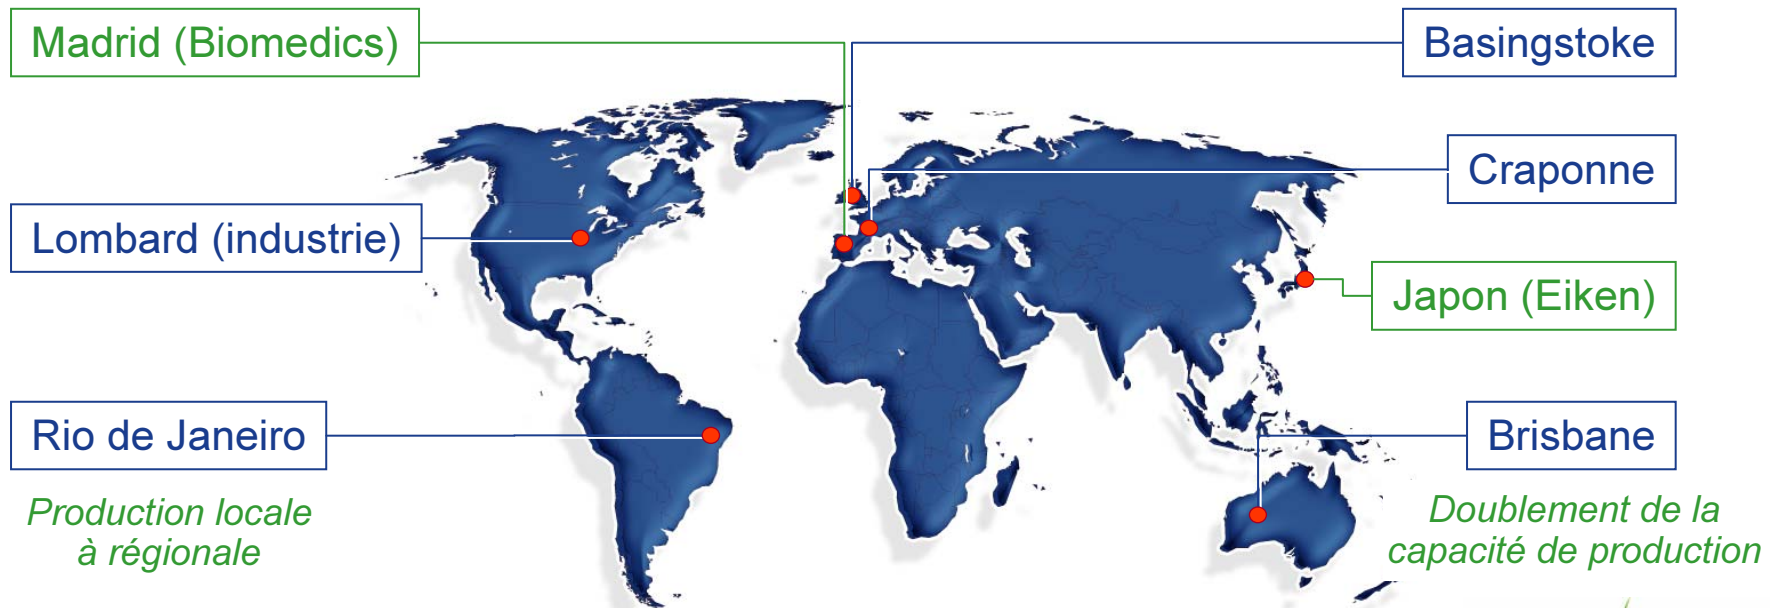 Madrid (Biomedics)
Basingstoke
Craponne
Lombard (industrie)
Japon (Eiken)
Rio de Janeiro
Brisbane
Production locale
à régionale
Doublement de la
capacité de production